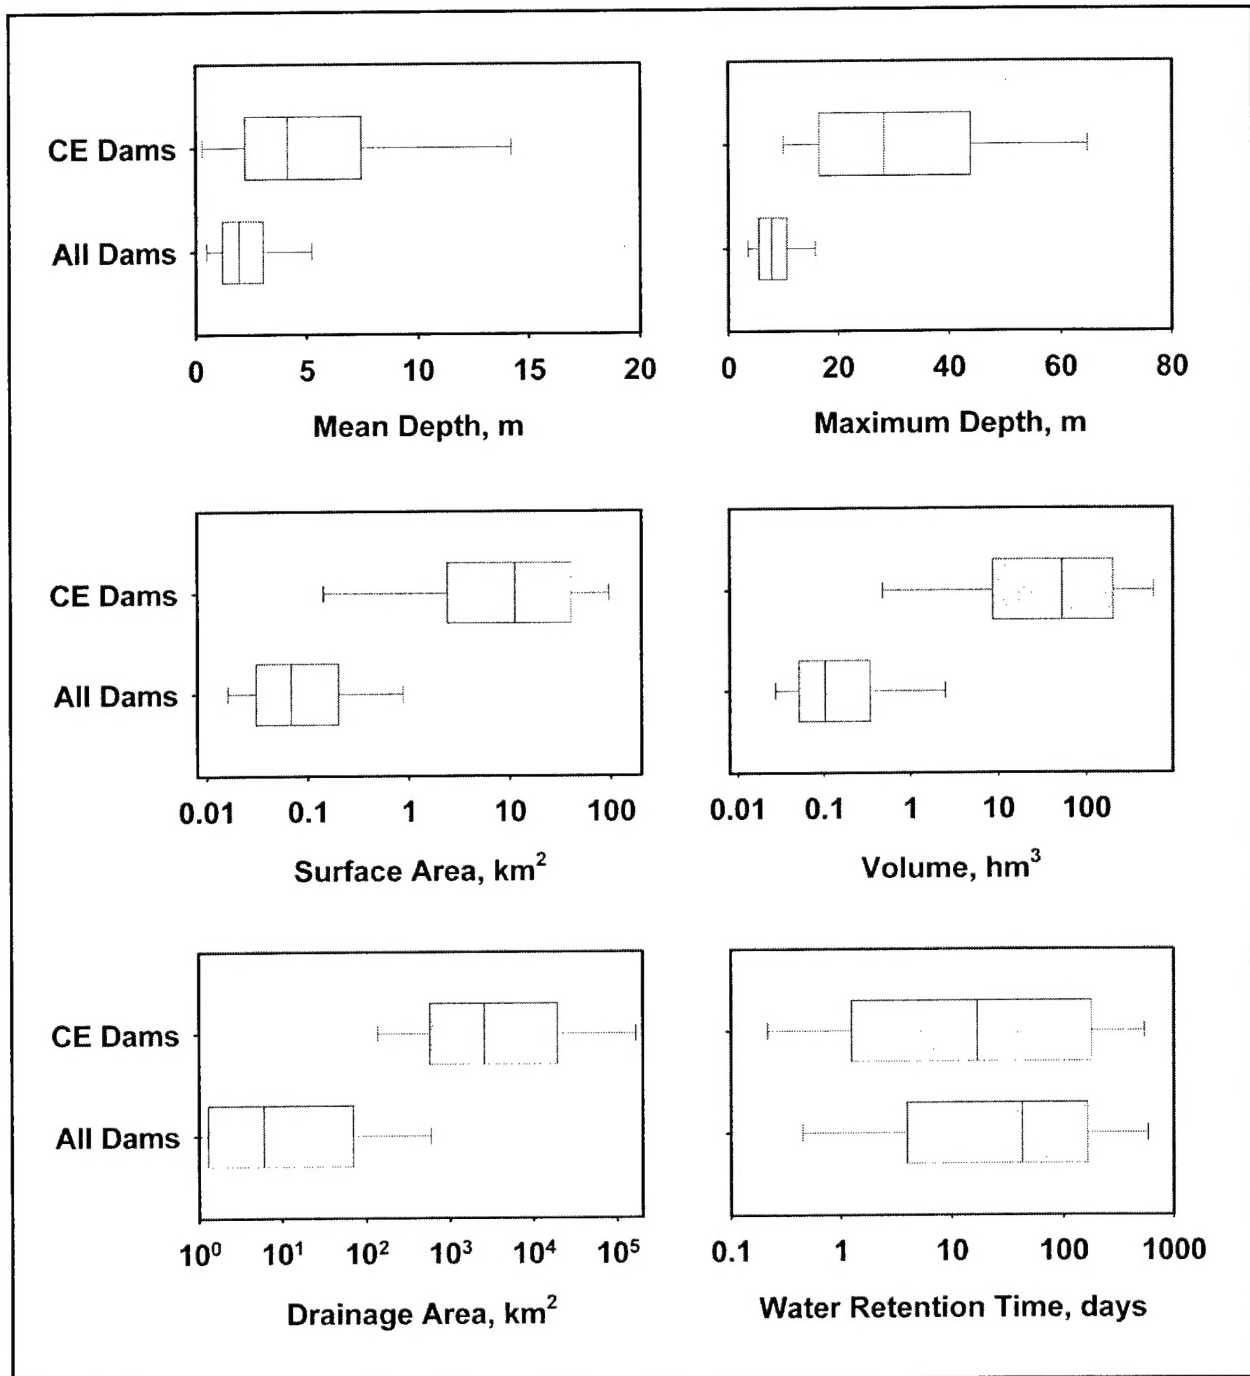 CE Dams
All Dams
0 5 10 15 20
Mean Depth, m
0 20 40 60 80
Maximum Depth, m
CE Dams
All Dams
0.01 0.1 1 10 100
Surface Area, km²
0.01 0.1 1 10 100
Volume, hm³
CE Dams
All Dams
10⁰ 10¹ 10² 10³ 10⁴ 10⁵
Drainage Area, km²
0.1 1 10 100 1000
Water Retention Time, days